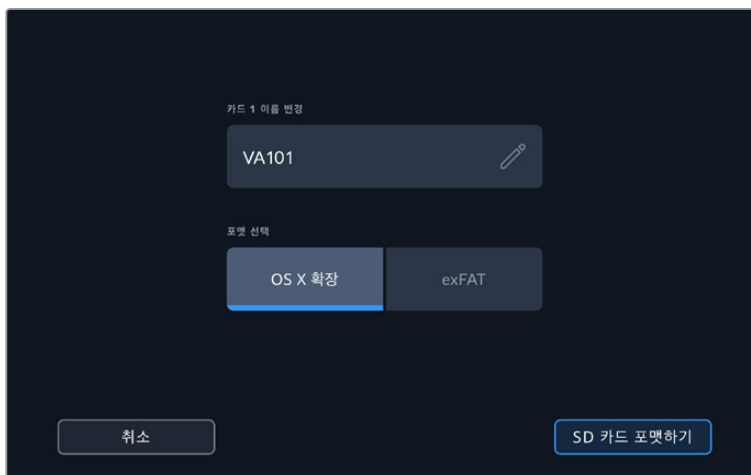 카드 1 이름 변경
VA101
포맷 선택
OS X 확장
exFAT
취소
SD 카드 포맷하기